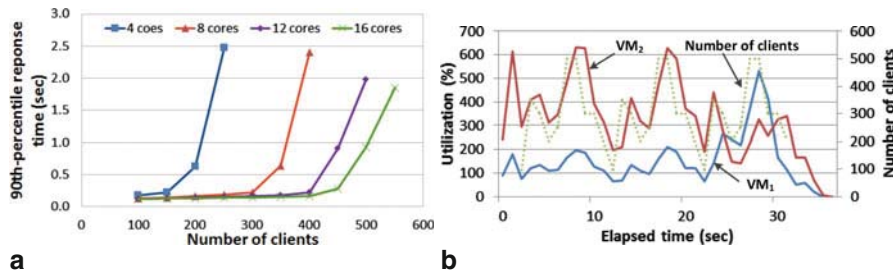 3.0
2.5
2.0
1.5
1.0
0.5
0.0
90th-percentile reponse
time (sec)
4 coes 8 cores 12 cores 16 cores
0 100 200 300 400 500 600
Number of clients
a
700
600
500
400
300
200
100
0
Utilization (%)
VM2
Number of clients
VM1
600
500
400
300
200
100
0
Number of
clients
0 10 20 30
Elapsed time (sec)
b